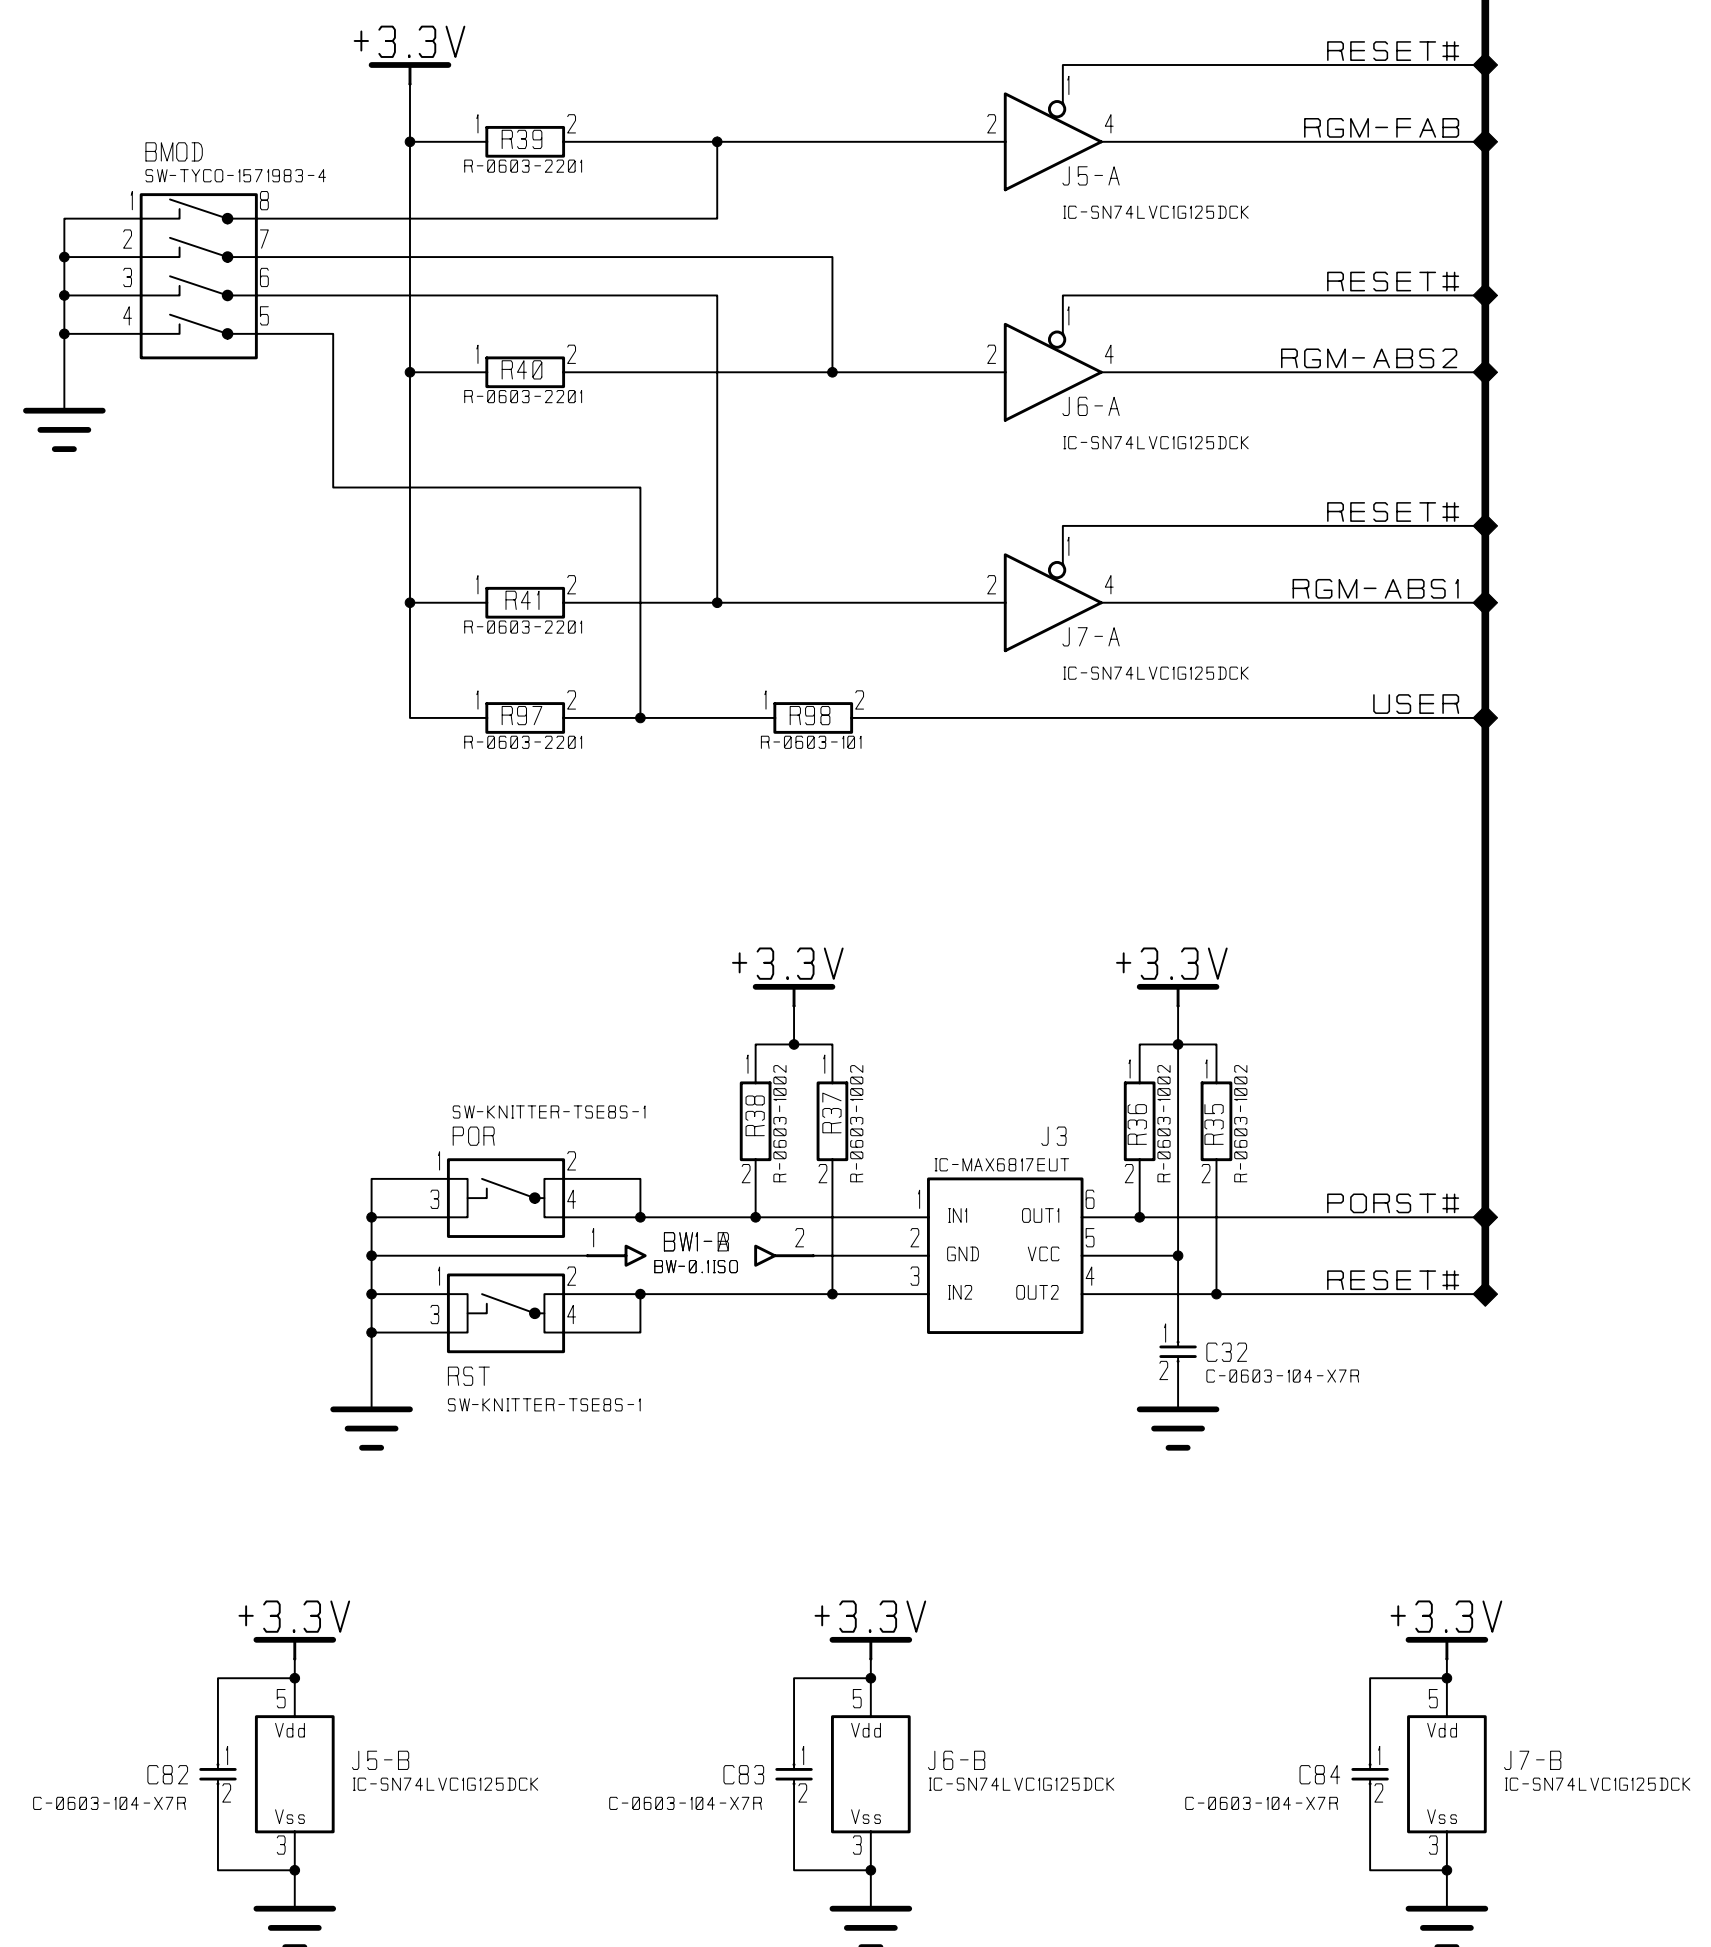 +3.3V
RESET#
1
1 R39 2
R-0603-2201
2 4
RGM-FAB
J5-A
IC-SN74LVC1G125DCK
BMOD
SW-TYCO-1571983-4
1 8
2 7
3 6
4 5
RESET#
1
1 R40 2
R-0603-2201
2 4
RGM-ABS2
J6-A
IC-SN74LVC1G125DCK
RESET#
1
1 R41 2
R-0603-2201
2 4
RGM-ABS1
J7-A
IC-SN74LVC1G125DCK
1 R97 2
R-0603-2201
1 R98 2
R-0603-101
USER
+3.3V
+3.3V
1 R38 2
R-0603-1002
1 R37 2
R-0603-1002
1 R36 2
R-0603-1002
1 R35 2
R-0603-1002
SW-KNITTER-TSE8S-1
POR
1 2
3 4
J3
IC-MAX6817EUT
1 IN1 OUT1 6
2 GND VCC 5
3 IN2 OUT2 4
PORST#
RESET#
1 2
BW-0.1ISO
1 2
3 4
RST
SW-KNITTER-TSE8S-1
1
2
C32
C-0603-104-X7R
+3.3V
5
Vdd
Vss
3
1
2
C82
C-0603-104-X7R
J5-B
IC-SN74LVC1G125DCK
+3.3V
5
Vdd
Vss
3
1
2
C83
C-0603-104-X7R
J6-B
IC-SN74LVC1G125DCK
+3.3V
5
Vdd
Vss
3
1
2
C84
C-0603-104-X7R
J7-B
IC-SN74LVC1G125DCK